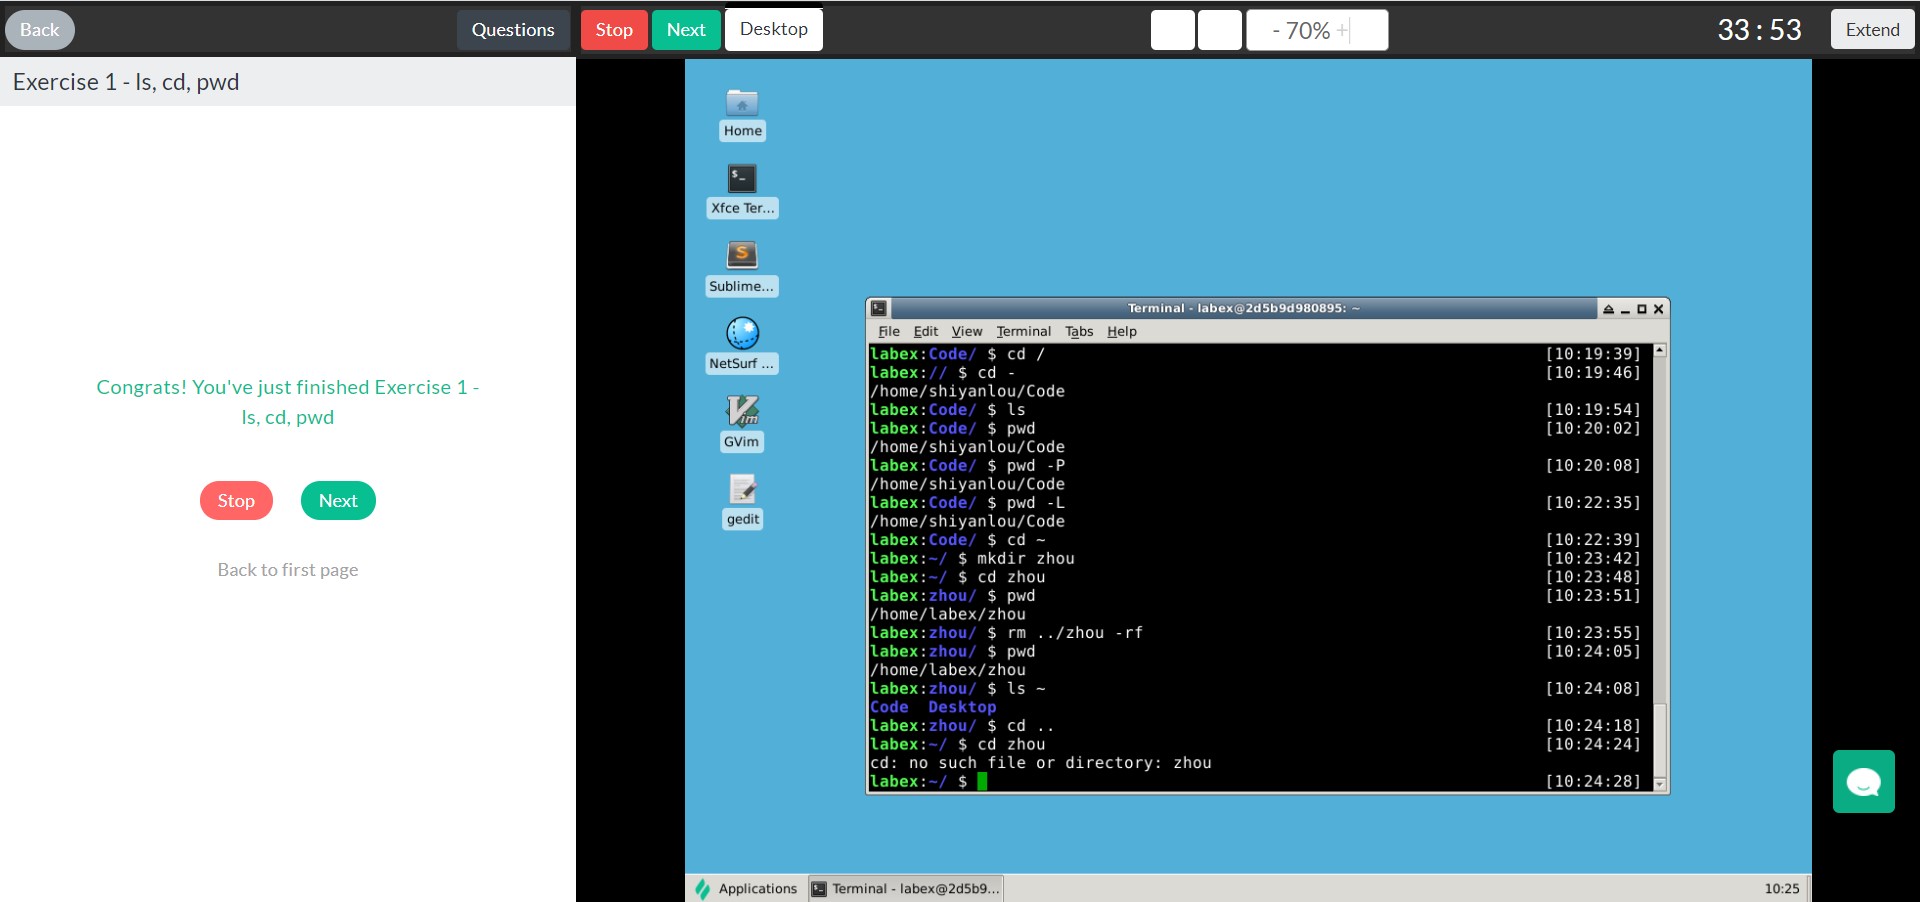 Back
Questions
Stop
Next
Desktop
- 70% +
33 : 53
Extend
Exercise 1 - ls, cd, pwd
Congrats! You've just finished Exercise 1 -
ls, cd, pwd
Stop
Next
Back to first page
Home
Xfce Ter...
Sublime...
NetSurf ...
GVim
gedit
Terminal - labex@2d5b9d980895: ~
File Edit View Terminal Tabs Help
labex:Code/ $ cd / [10:19:39]
labex:// $ cd - [10:19:46]
/home/shiyanlou/Code
labex:Code/ $ ls [10:19:54]
labex:Code/ $ pwd [10:20:02]
/home/shiyanlou/Code
labex:Code/ $ pwd -P [10:20:08]
/home/shiyanlou/Code
labex:Code/ $ pwd -L [10:22:35]
/home/shiyanlou/Code
labex:Code/ $ cd ~ [10:22:39]
labex:~/ $ mkdir zhou [10:23:42]
labex:~/ $ cd zhou [10:23:48]
labex:zhou/ $ pwd [10:23:51]
/home/labex/zhou
labex:zhou/ $ rm ../zhou -rf [10:23:55]
labex:zhou/ $ pwd [10:24:05]
/home/labex/zhou
labex:zhou/ $ ls ~ [10:24:08]
Code Desktop
labex:zhou/ $ cd .. [10:24:18]
labex:~/ $ cd zhou [10:24:24]
cd: no such file or directory: zhou
labex:~/ $ [10:24:28]
Applications
Terminal - labex@2d5b9...
10:25